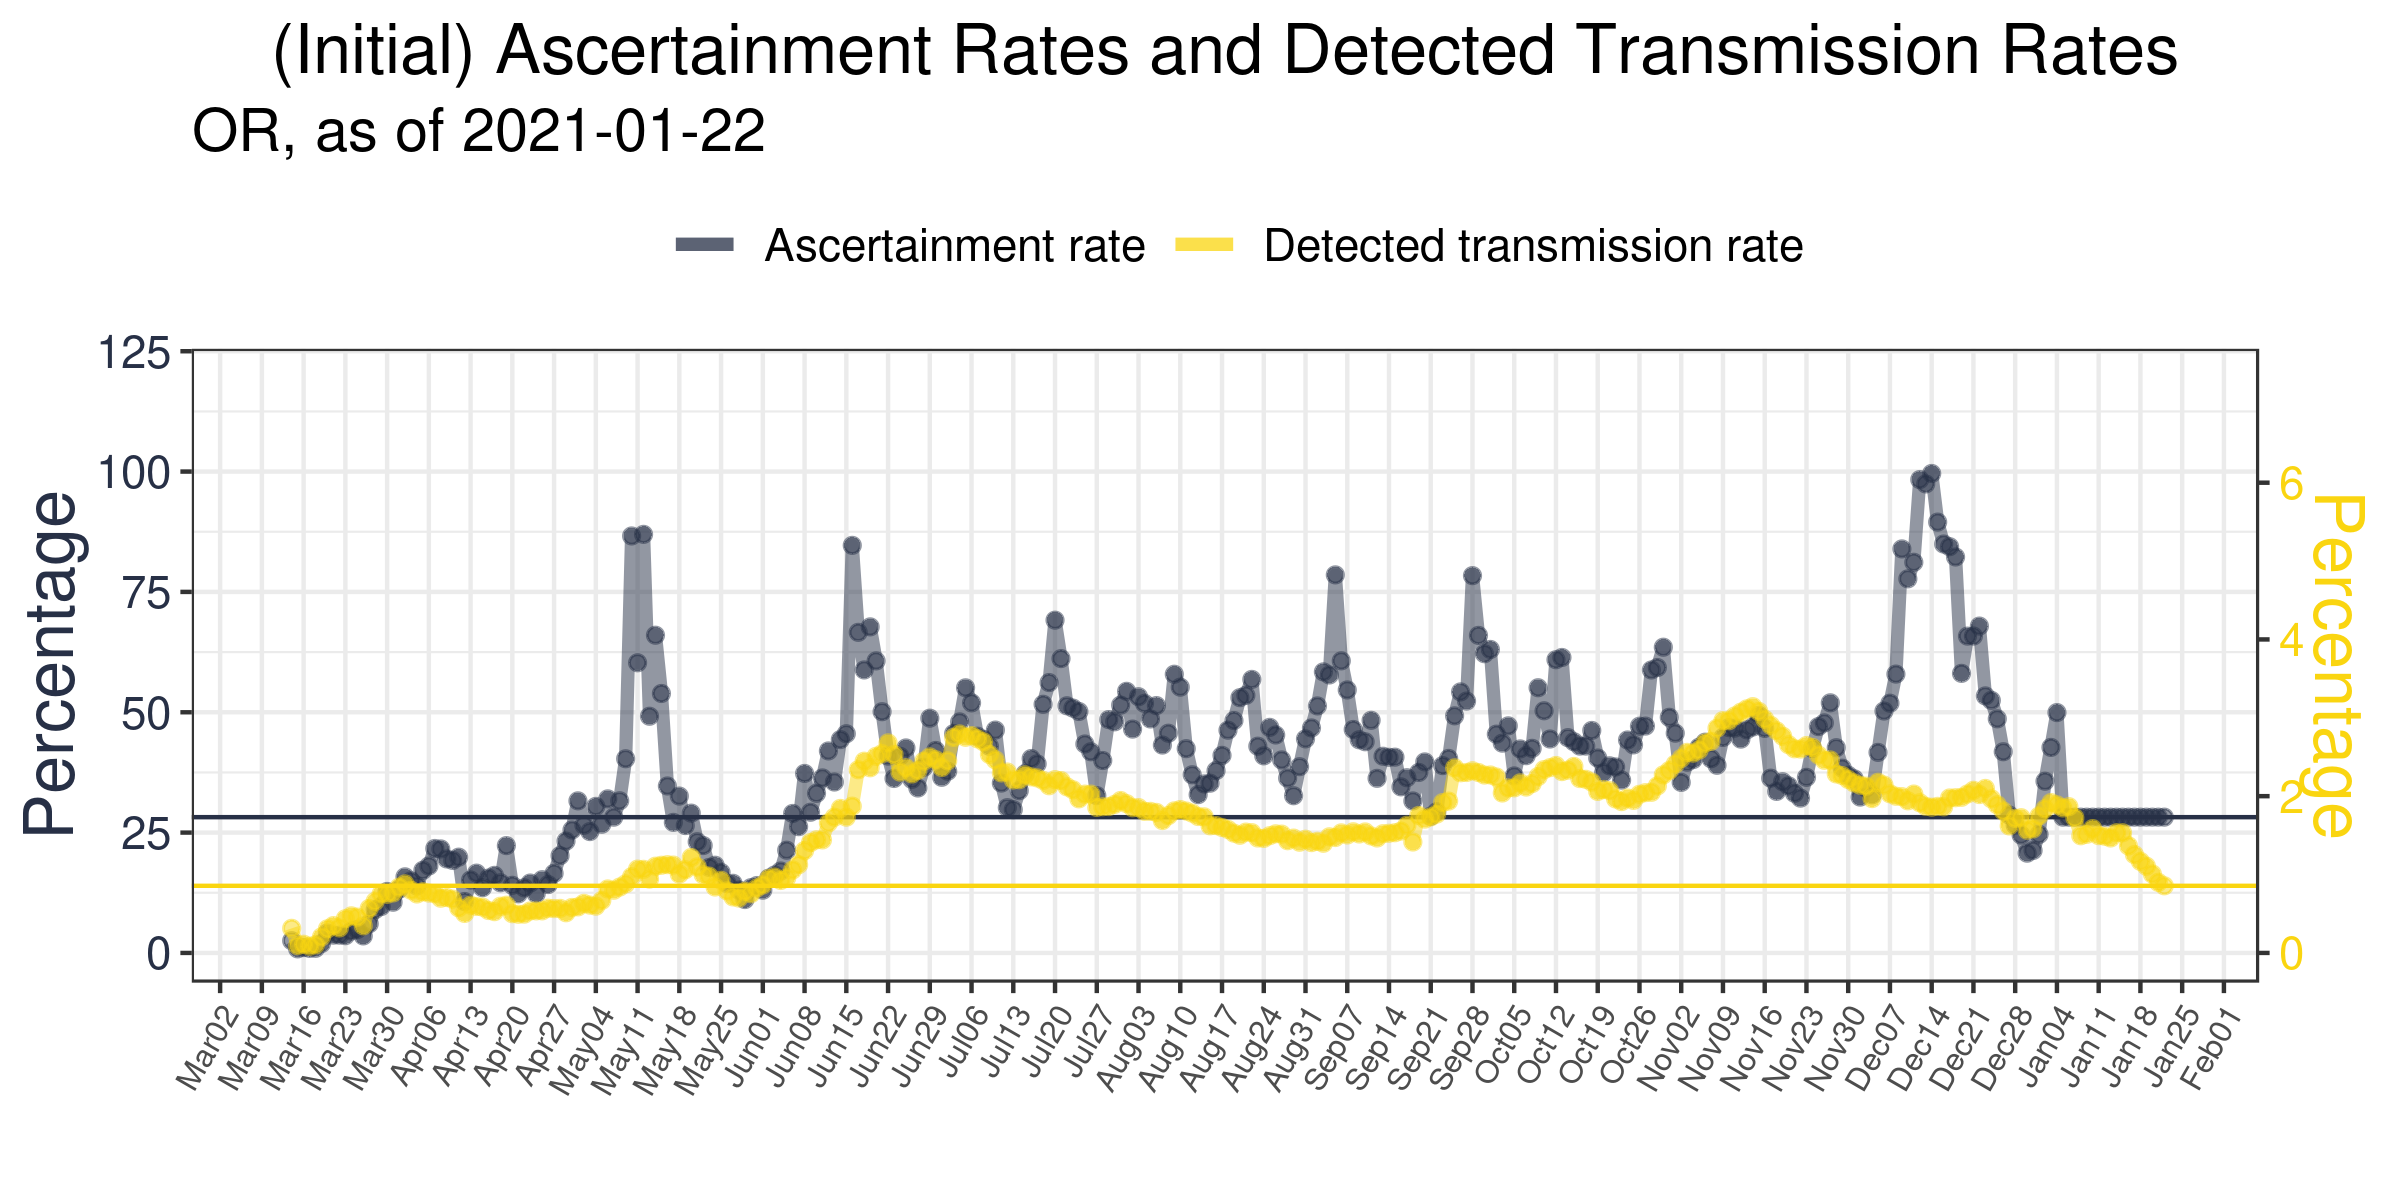 (Initial) Ascertainment Rates and Detected Transmission Rates
OR, as of 2021-01-22
Ascertainment rate
Detected transmission rate
125
100
75
50
25
0
Percentage
6
4
2
0
Percentage
Mar02
Mar09
Mar16
Mar23
Mar30
Apr06
Apr13
Apr20
Apr27
May04
May11
May18
May25
Jun01
Jun08
Jun15
Jun22
Jun29
Jul06
Jul13
Jul20
Jul27
Aug03
Aug10
Aug17
Aug24
Aug31
Sep07
Sep14
Sep21
Sep28
Oct05
Oct12
Oct19
Oct26
Nov02
Nov09
Nov16
Nov23
Nov30
Dec07
Dec14
Dec21
Dec28
Jan04
Jan11
Jan18
Jan25
Feb01